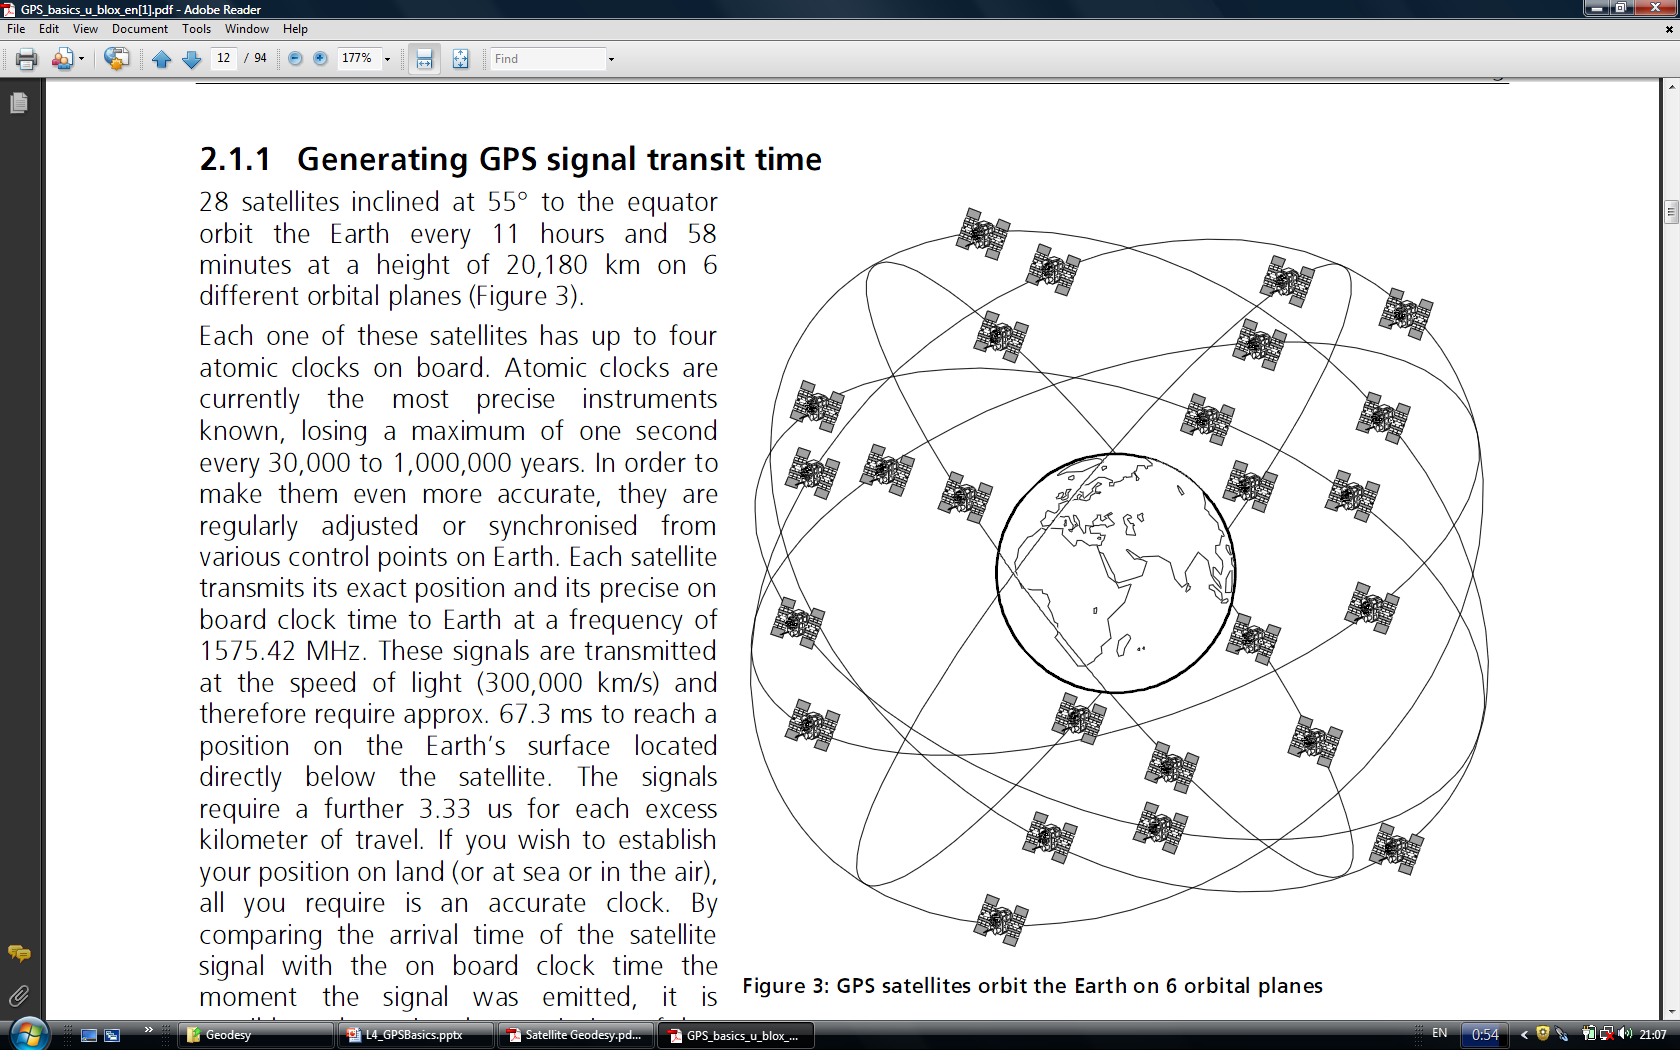 GPS_basics_u_blox_en[1].pdf - Adobe Reader
File Edit View Document Tools Window Help
12 / 94 177% Find
2.1.1 Generating GPS signal transit time
28 satellites inclined at 55° to the equator
orbit the Earth every 11 hours and 58
minutes at a height of 20,180 km on 6
different orbital planes (Figure 3).
Each one of these satellites has up to four
atomic clocks on board. Atomic clocks are
currently the most precise instruments
known, losing a maximum of one second
every 30,000 to 1,000,000 years. In order to
make them even more accurate, they are
regularly adjusted or synchronised from
various control points on Earth. Each satellite
transmits its exact position and its precise on
board clock time to Earth at a frequency of
1575.42 MHz. These signals are transmitted
at the speed of light (300,000 km/s) and
therefore require approx. 67.3 ms to reach a
position on the Earth's surface located
directly below the satellite. The signals
require a further 3.33 us for each excess
kilometer of travel. If you wish to establish
your position on land (or at sea or in the air),
all you require is an accurate clock. By
comparing the arrival time of the satellite
signal with the on board clock time the
moment the signal was emitted, it is
Figure 3: GPS satellites orbit the Earth on 6 orbital planes
Geodesy L4_GPSBasics.pptx Satellite Geodesy.pd... GPS_basics_u_blox_... EN 0:54 21:07